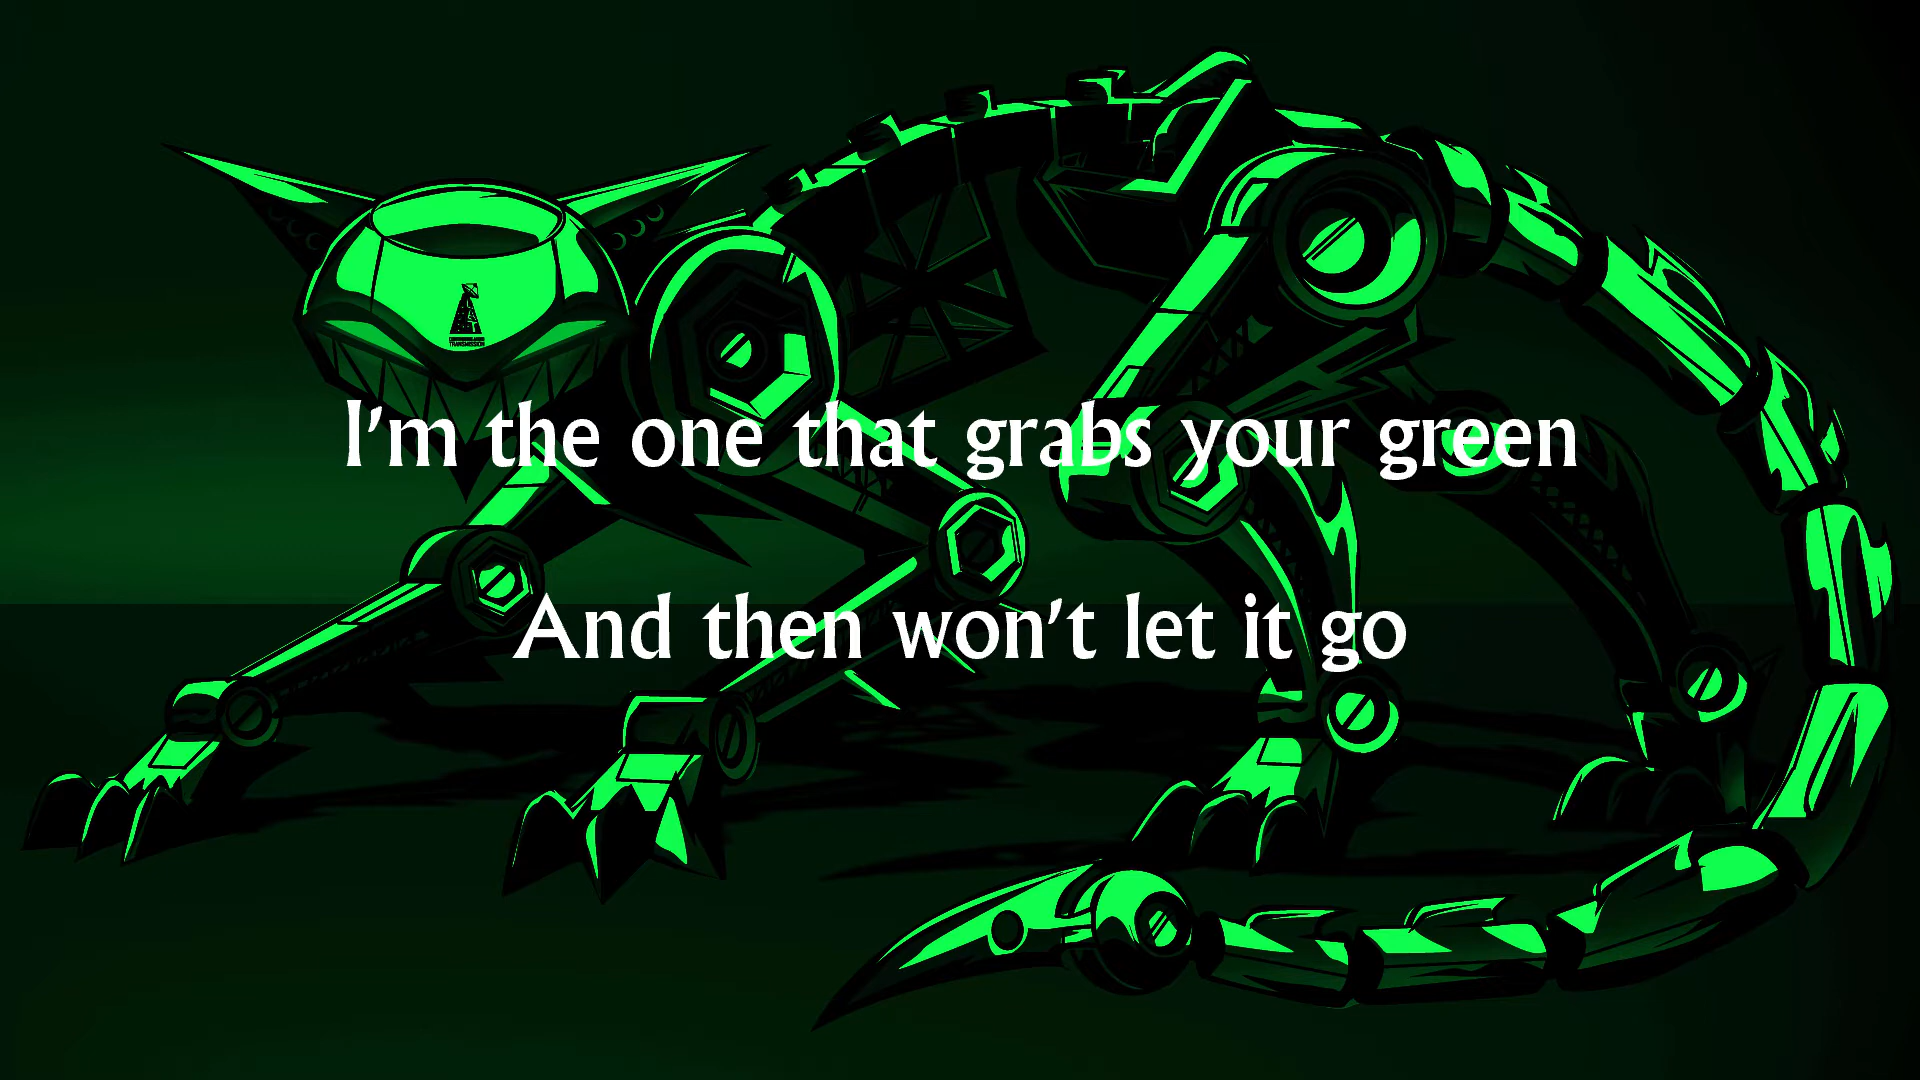 I'm the one that grabs your green
And then won't let it go